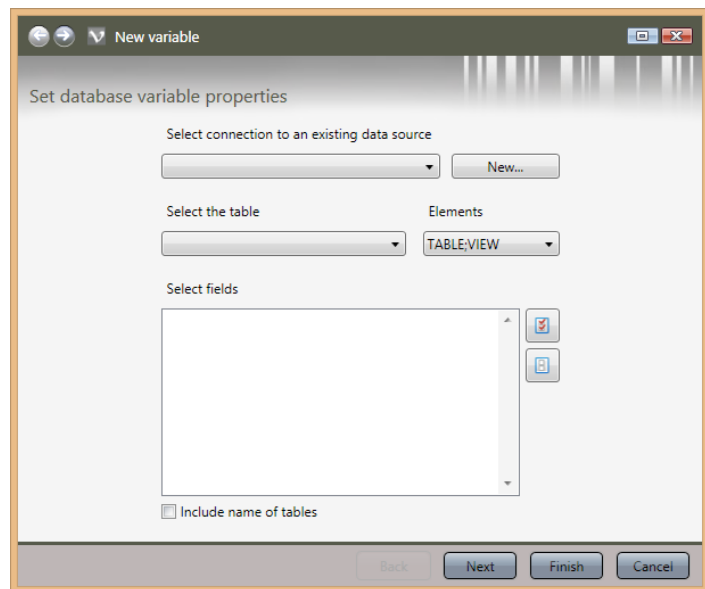 New variable
Set database variable properties
Select connection to an existing data source
New...
Select the table Elements
TABLE;VIEW
Select fields
Include name of tables
Back Next Finish Cancel